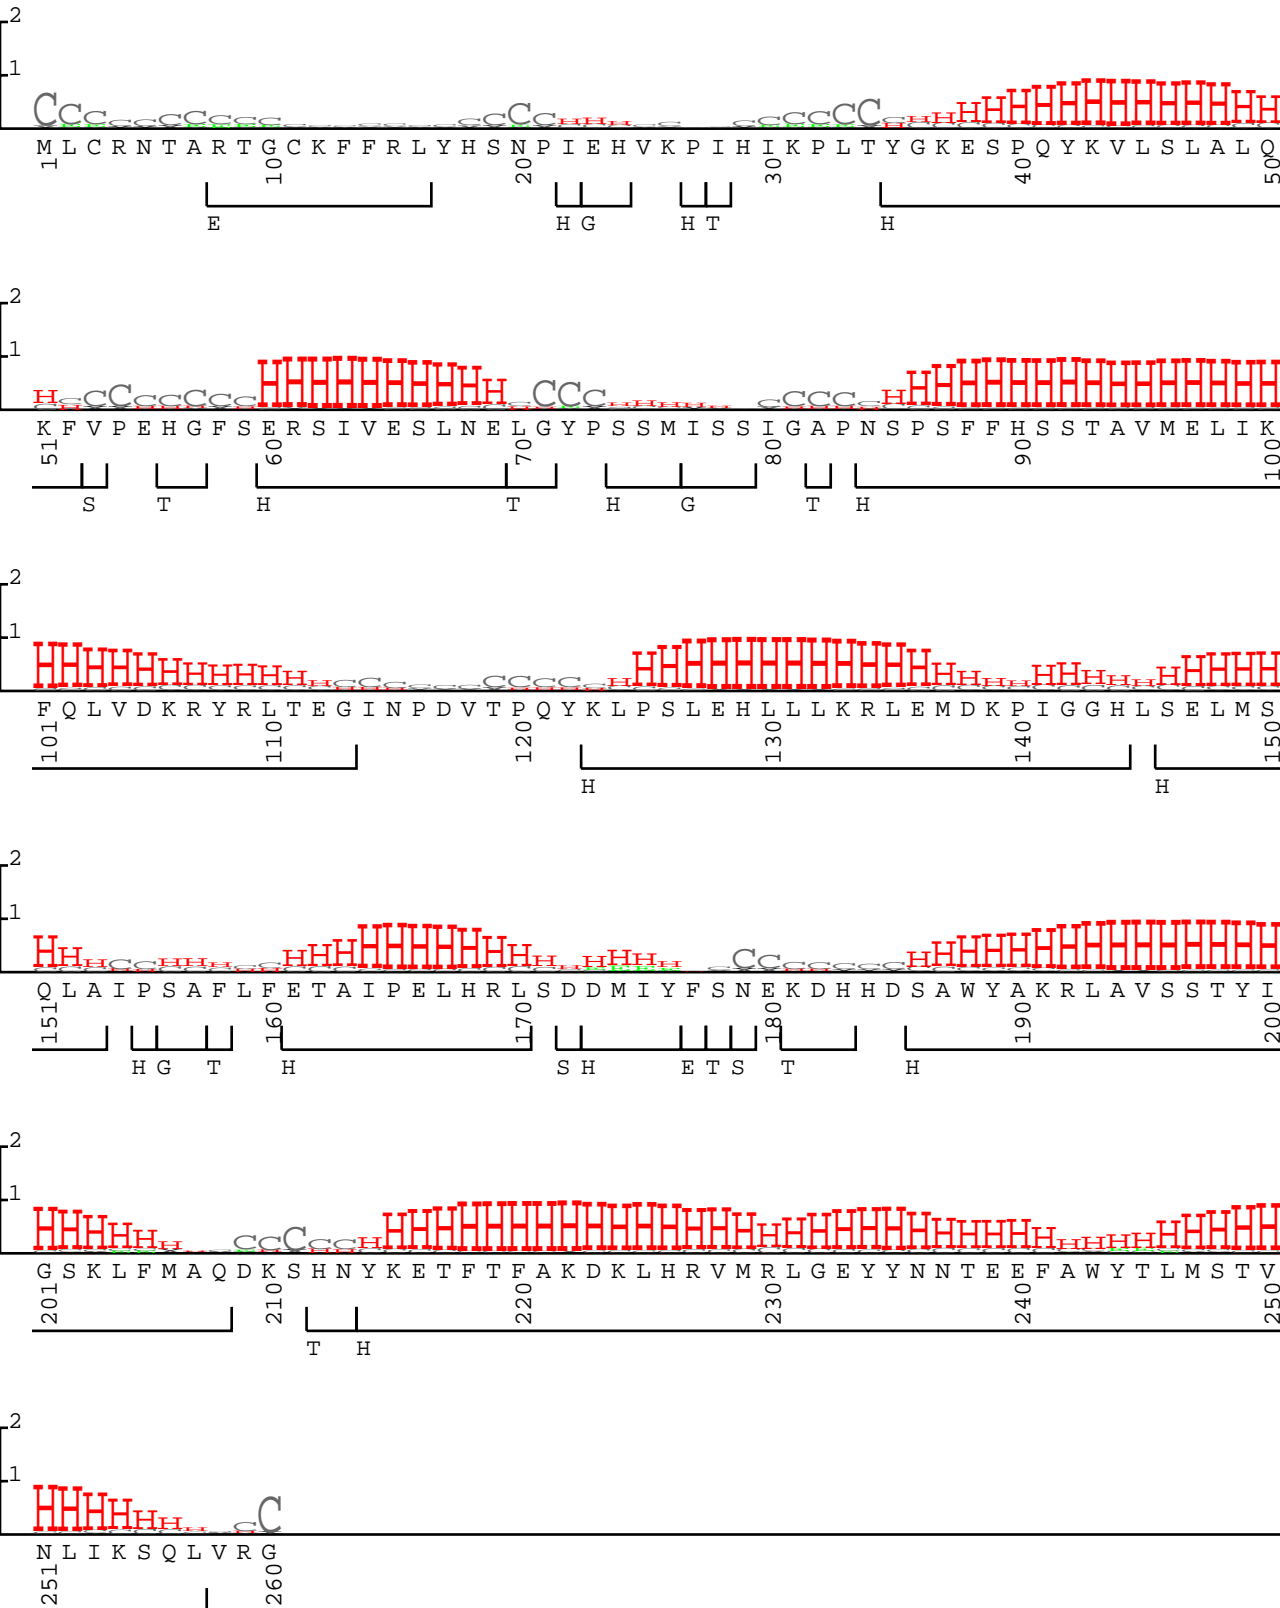 2
1
M L C R N T A R T G C K F F R L Y H S N P I E H V K P I H I K P L T Y G K E S P Q Y K V L S L A L Q
1 10 20 30 40 50
E H G H T H
2
1
K F V P E H G F S E R S I V E S L N E L G Y P S S M I S S I G A P N S P S F F H S S T A V M E L I K
51 60 70 80 90 100
S T H T H G T H
2
1
F Q L V D K R Y R L T E G I N P D V T P Q Y K L P S L E H L L L K R L E M D K P I G G H L S E L M S
101 110 120 130 140 150
H H
2
1
Q L A I P S A F L F E T A I P E L H R L S D D M I Y F S N E K D H H D S A W Y A K R L A V S S T Y I
151 160 170 180 190 200
H G T H S H E T S T H
2
1
G S K L F M A Q D K S H N Y K E T F T F A K D K L H R V M R L G E Y Y N N T E E F A W Y T L M S T V
201 210 220 230 240 250
T H
2
1
N L I K S Q L V R G
251 260